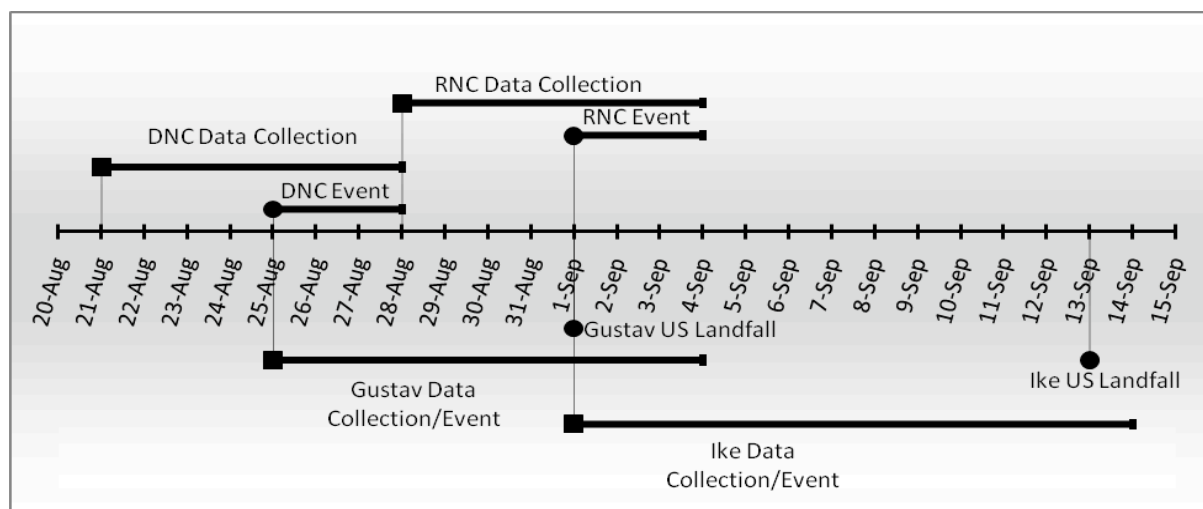 RNC Data Collection
RNC Event
DNC Data Collection
DNC Event
20-Aug
21-Aug
22-Aug
23-Aug
24-Aug
25-Aug
26-Aug
27-Aug
28-Aug
29-Aug
30-Aug
31-Aug
1-Sep
2-Sep
3-Sep
4-Sep
5-Sep
6-Sep
7-Sep
8-Sep
9-Sep
10-Sep
11-Sep
12-Sep
13-Sep
14-Sep
15-Sep
Gustav US Landfall
Ike US Landfall
Gustav Data
Collection/Event
Ike Data
Collection/Event